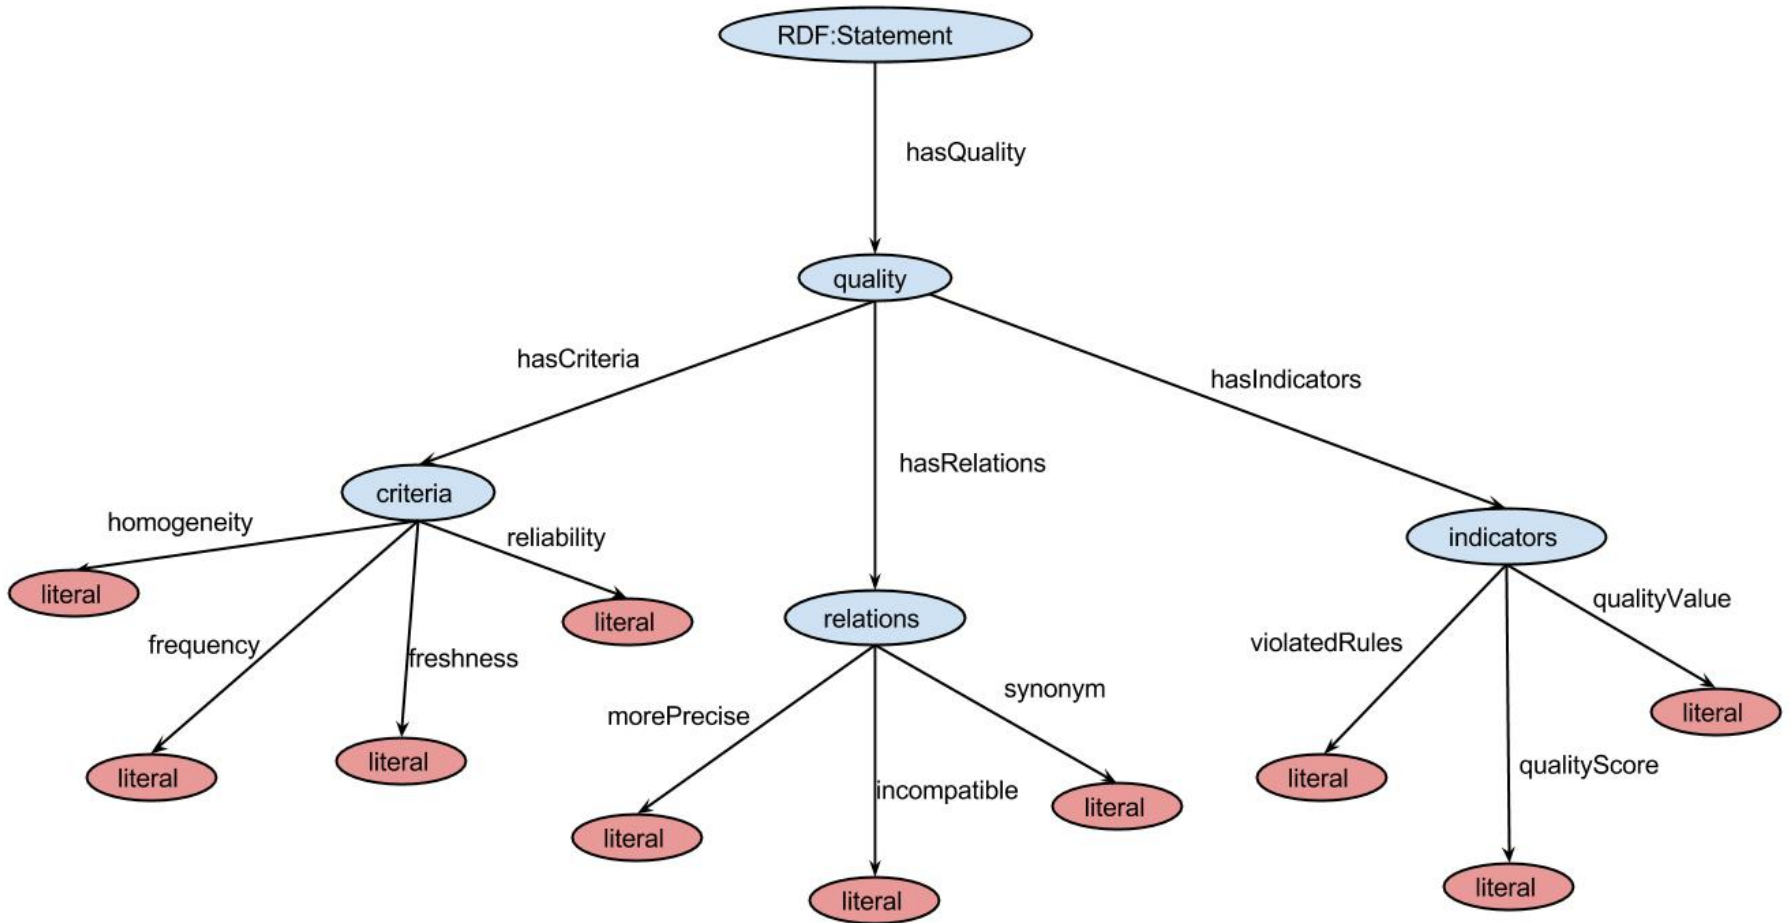 RDF:Statement
hasQuality
quality
hasCriteria
hasIndicators
hasRelations
criteria
homogeneity
reliability
indicators
literal
literal
relations
qualityValue
frequency
freshness
violatedRules
synonym
morePrecise
literal
literal
literal
literal
qualityScore
incompatible
literal
literal
literal
literal
literal